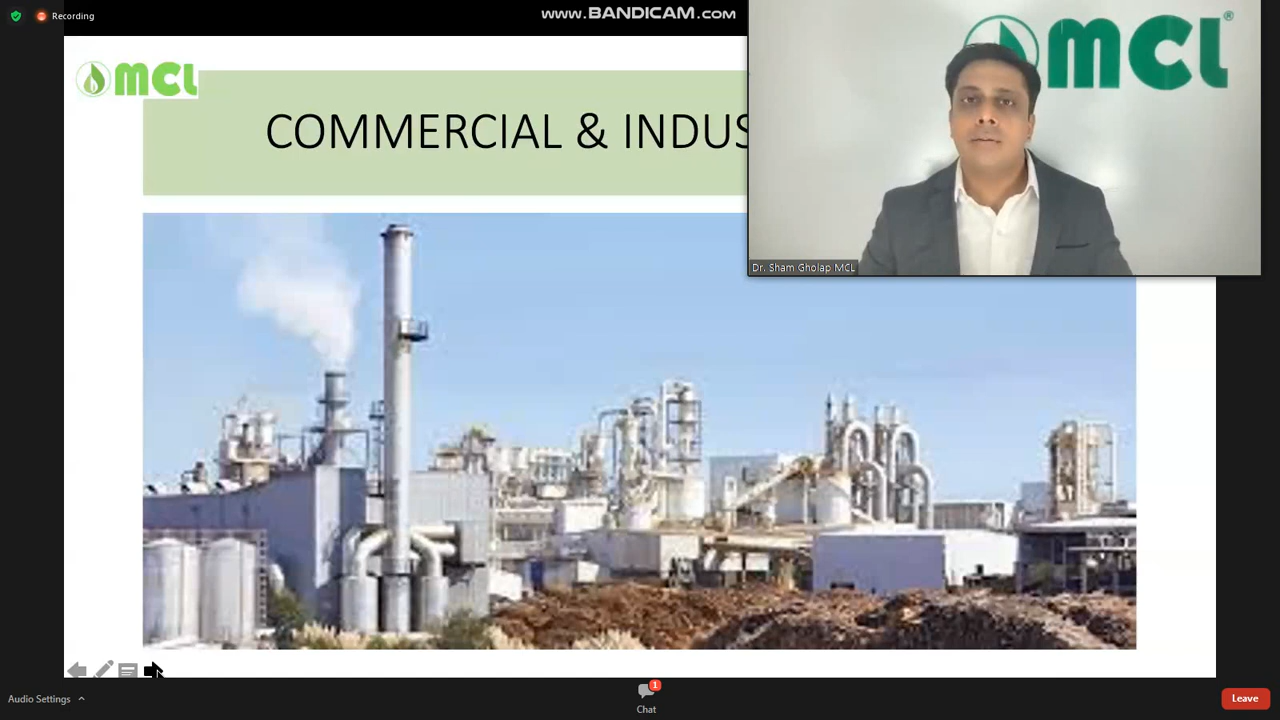 Recording
www.BANDICAM.com
MCL
MCL®
COMMERCIAL & INDUS
Dr. Sham Gholap MCL
Audio Settings
1
Chat
Leave